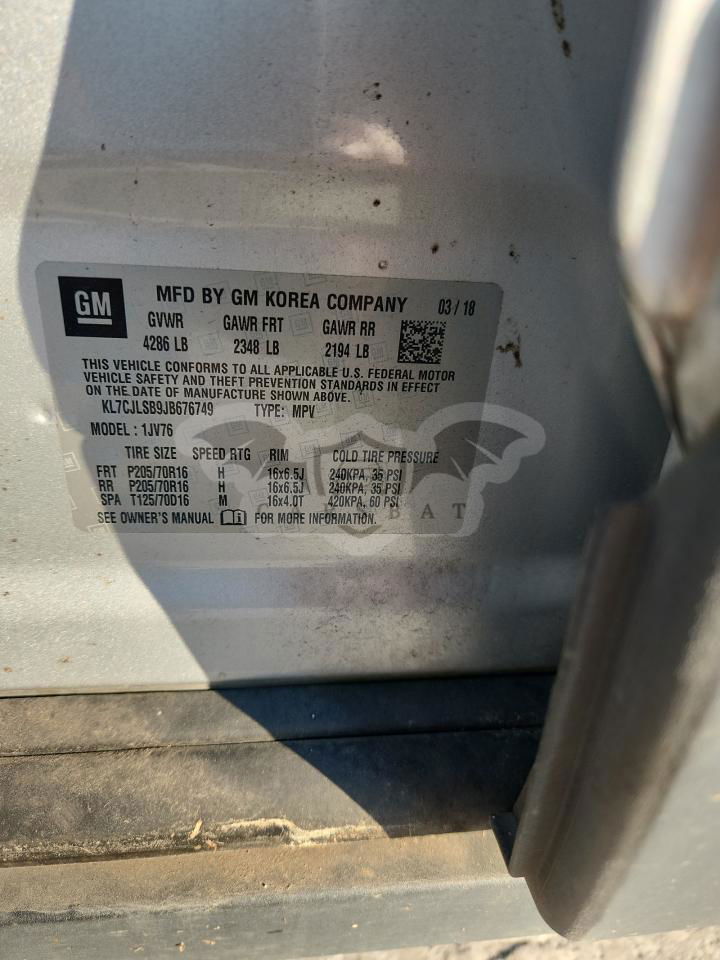 GM
MFD BY GM KOREA COMPANY 03 / 18
GVWR GAWR FRT GAWR RR
4286 LB 2348 LB 2194 LB
THIS VEHICLE CONFORMS TO ALL APPLICABLE U.S. FEDERAL MOTOR
VEHICLE SAFETY AND THEFT PREVENTION STANDARDS IN EFFECT
ON THE DATE OF MANUFACTURE SHOWN ABOVE.
KL7CJLSB9JB676749 TYPE: MPV
MODEL : 1JV76
TIRE SIZE SPEED RTG RIM COLD TIRE PRESSURE
FRT P205/70R16 H 16x6.5J 240KPA, 35 PSI
RR P205/70R16 H 16x6.5J 240KPA, 35 PSI
SPA T125/70D16 M 16x4.0T 420KPA, 60 PSI
SEE OWNER'S MANUAL FOR MORE INFORMATION.